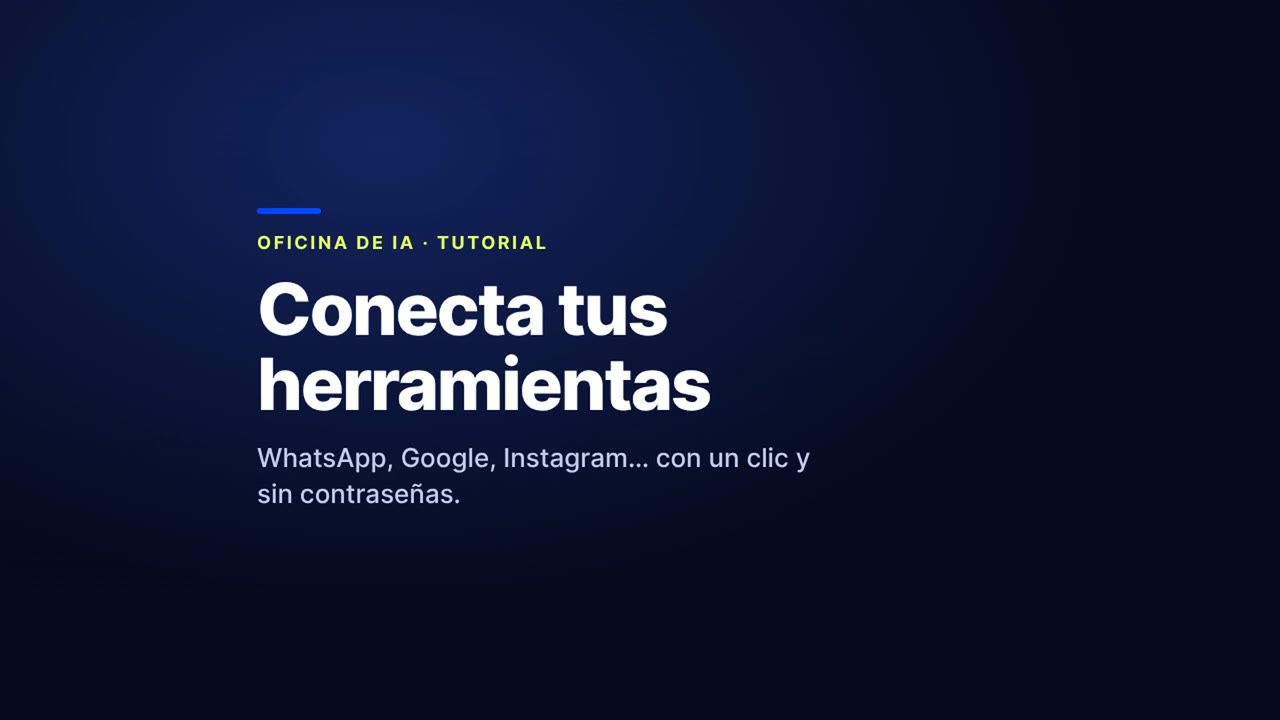 OFICINA DE IA · TUTORIAL
Conecta tus
herramientas
WhatsApp, Google, Instagram... con un clic y
sin contraseñas.